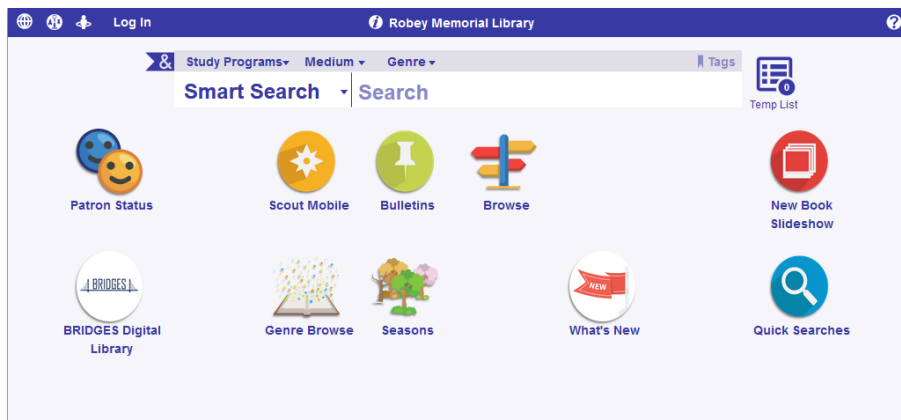 Log In
Robey Memorial Library
&
Study Programs
Medium
Genre
Tags
Smart Search
Search
0
Temp List
Patron Status
Scout Mobile
Bulletins
Browse
New Book
Slideshow
BRIDGES
NEW
BRIDGES Digital
Library
Genre Browse
Seasons
What's New
Quick Searches